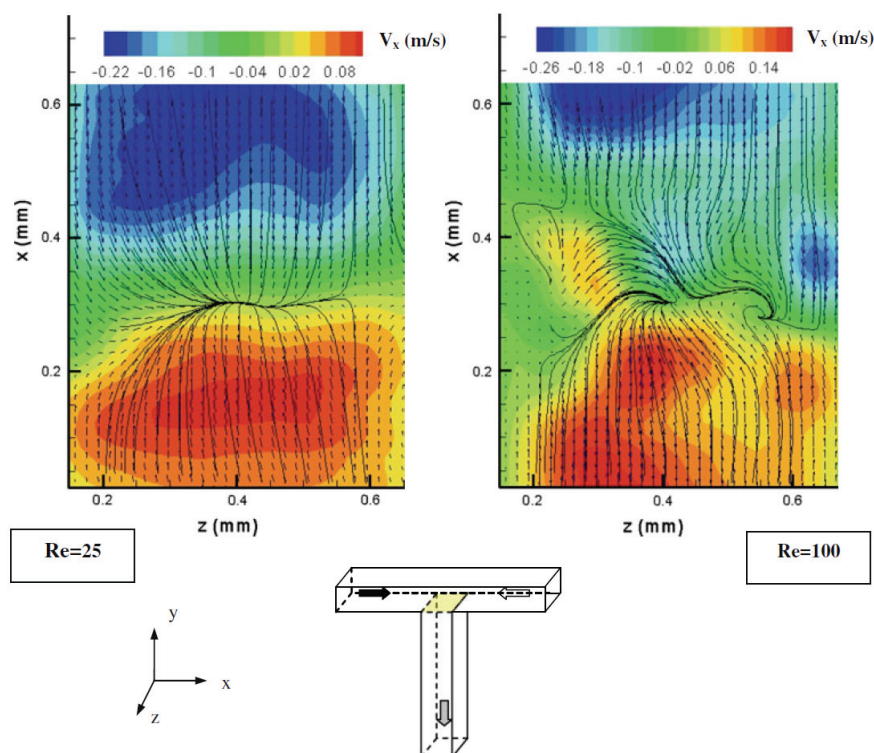 Vx (m/s)
-0.22 -0.16 -0.1 -0.04 0.02 0.08
0.6
0.4
0.2
x (mm)
0.2 0.4 0.6
z (mm)
Vx (m/s)
-0.26 -0.18 -0.1 -0.02 0.06 0.14
0.6
0.4
0.2
x (mm)
0.2 0.4 0.6
z (mm)
Re=25
Re=100
y
x
z